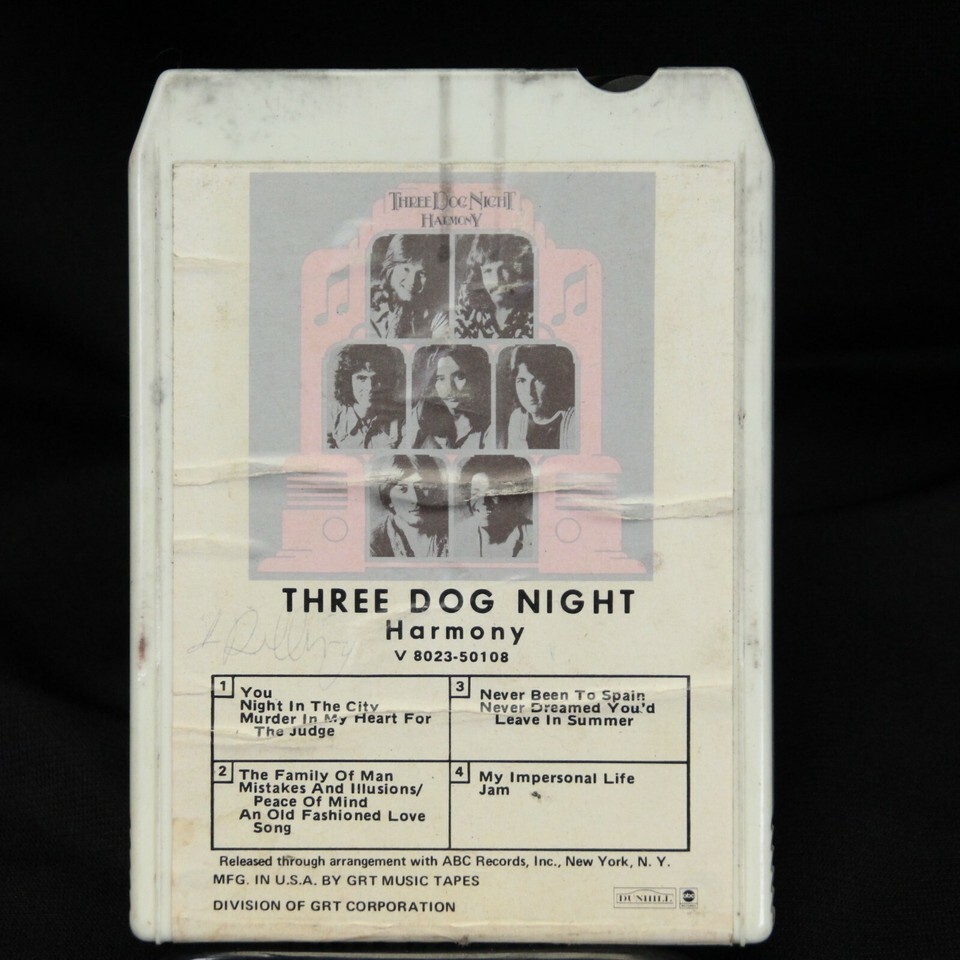 THREE DOG NIGHT
HARMONY
THREE DOG NIGHT
Harmony
V 8023-50108
1
You
Night In The City
Murder In My Heart For
The Judge
2
The Family Of Man
Mistakes And Illusions/
Peace Of Mind
An Old Fashioned Love
Song
3
Never Been To Spain
Never Dreamed You'd
Leave In Summer
4
My Impersonal Life
Jam
Released through arrangement with ABC Records, Inc., New York, N. Y.
MFG. IN U.S.A. BY GRT MUSIC TAPES
DIVISION OF GRT CORPORATION
DUNHILL
abc